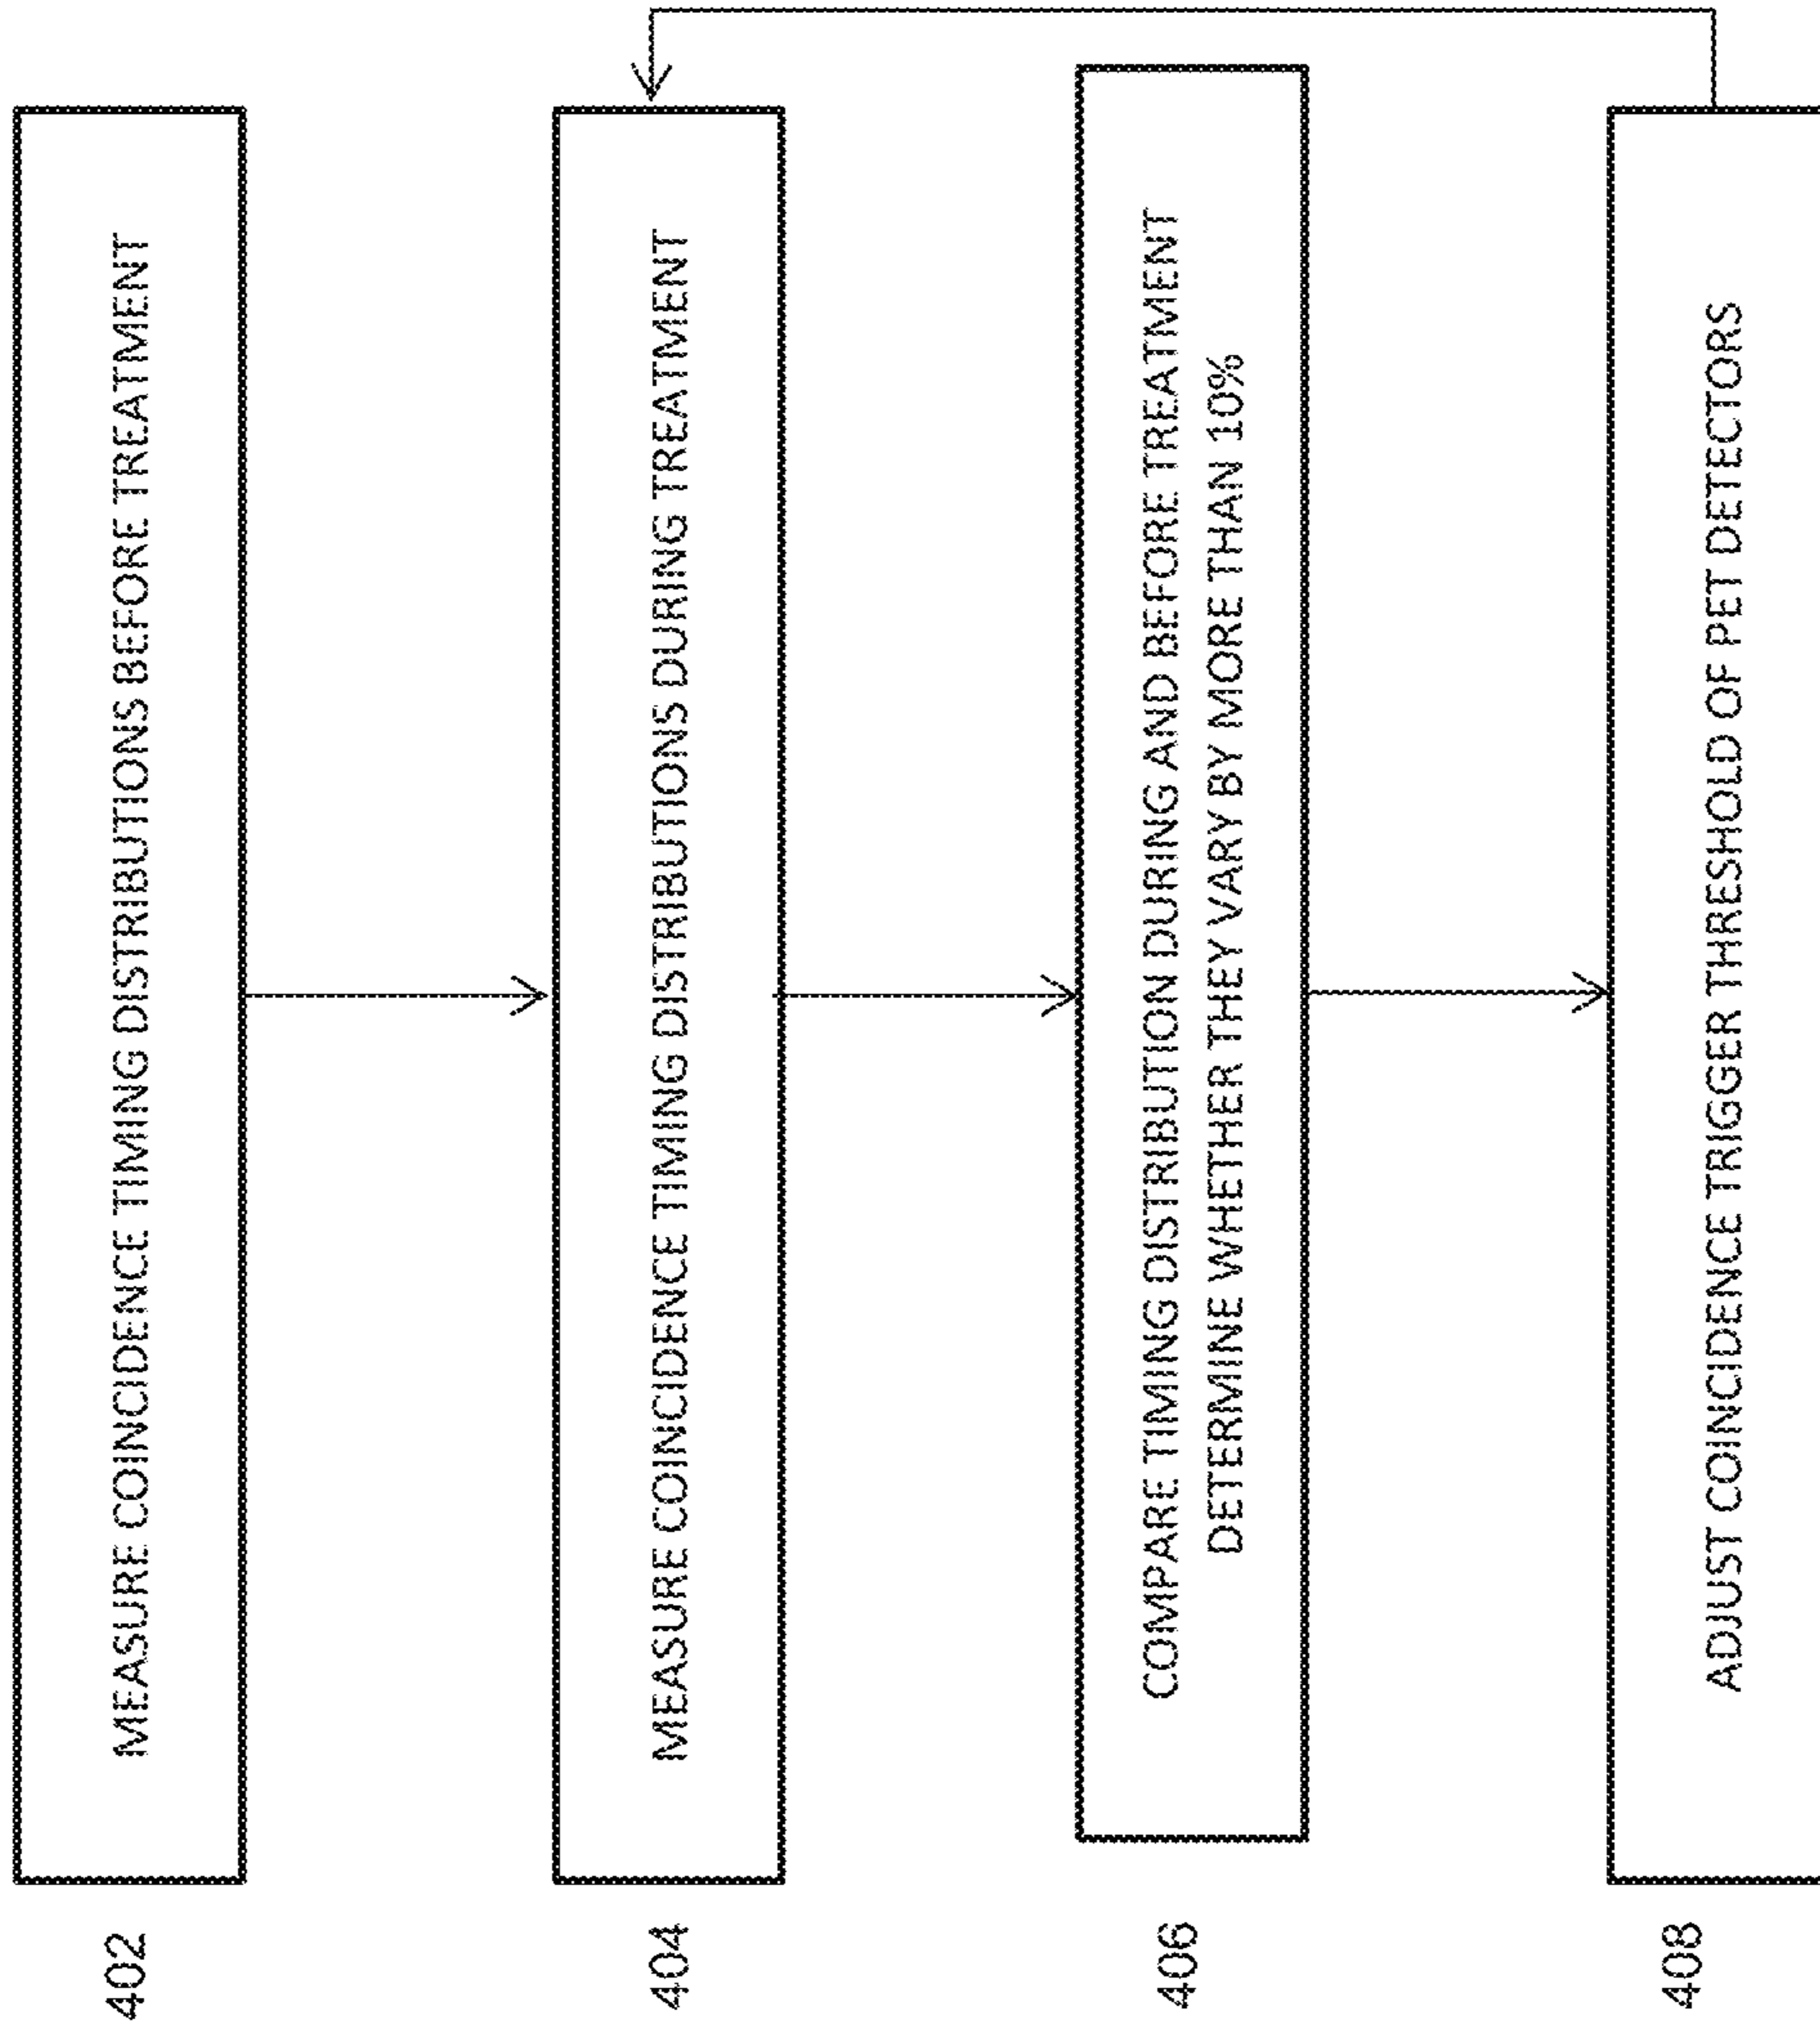 402
MEASURE COINCIDENCE TIMING DISTRIBUTIONS BEFORE TREATMENT
404
MEASURE COINCIDENCE TIMING DISTRIBUTIONS DURING TREATMENT
406
COMPARE TIMING DISTRIBUTION DURING AND BEFORE TREATMENT
DETERMINE WHETHER THEY VARY BY MORE THAN 10%
408
ADJUST COINCIDENCE TRIGGER THRESHOLD OF PET DETECTORS